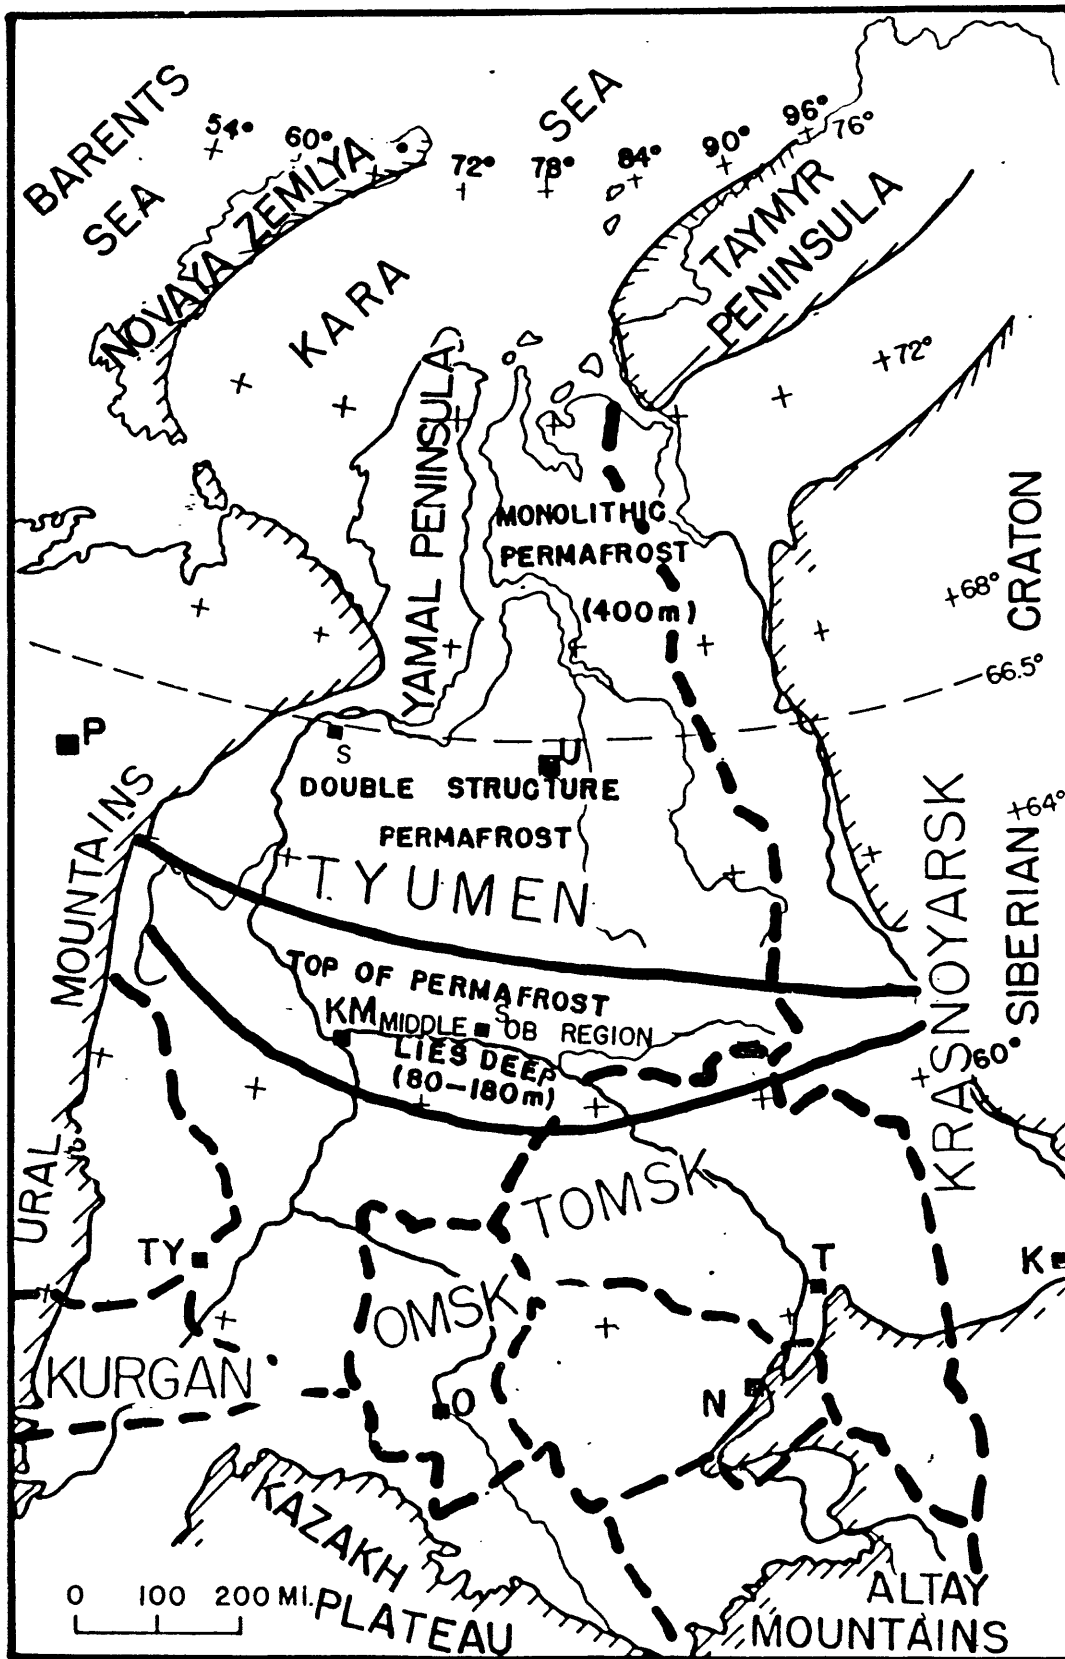 BARENTS
SEA
SEA
54°
60°
72°
78°
84°
90°
96°
76°
NOVAYA ZEMLYA
TAYMYR
PENINSULA
KARA
72°
YAMAL PENINSULA
MONOLITHIC
PERMAFROST
(400m)
CRATON
68°
66.5°
P
S
U
DOUBLE STRUCTURE
PERMAFROST
64°
TYUMEN
MOUNTAINS
KRASNOYARSK
SIBERIAN
TOP OF PERMAFROST
S
KM
MIDDLE OB REGION
LIES DEEP
(80-180m)
60°
URAL
TOMSK
TY
T
K
OMSK
KURGAN
O
N
KAZAKH
PLATEAU
ALTAY
MOUNTAINS
0 100 200 MI.